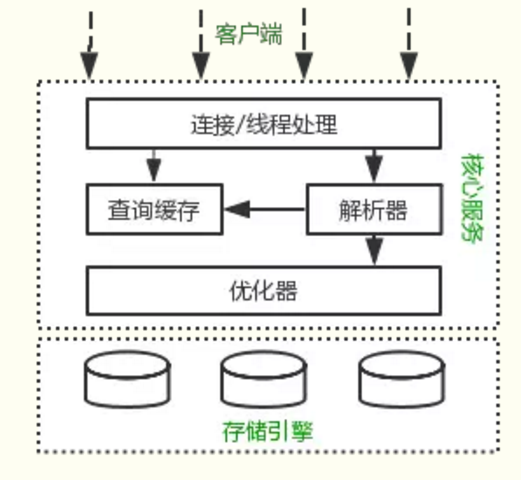 客户端
连接/线程处理
核心服务
查询缓存
解析器
优化器
存储引擎